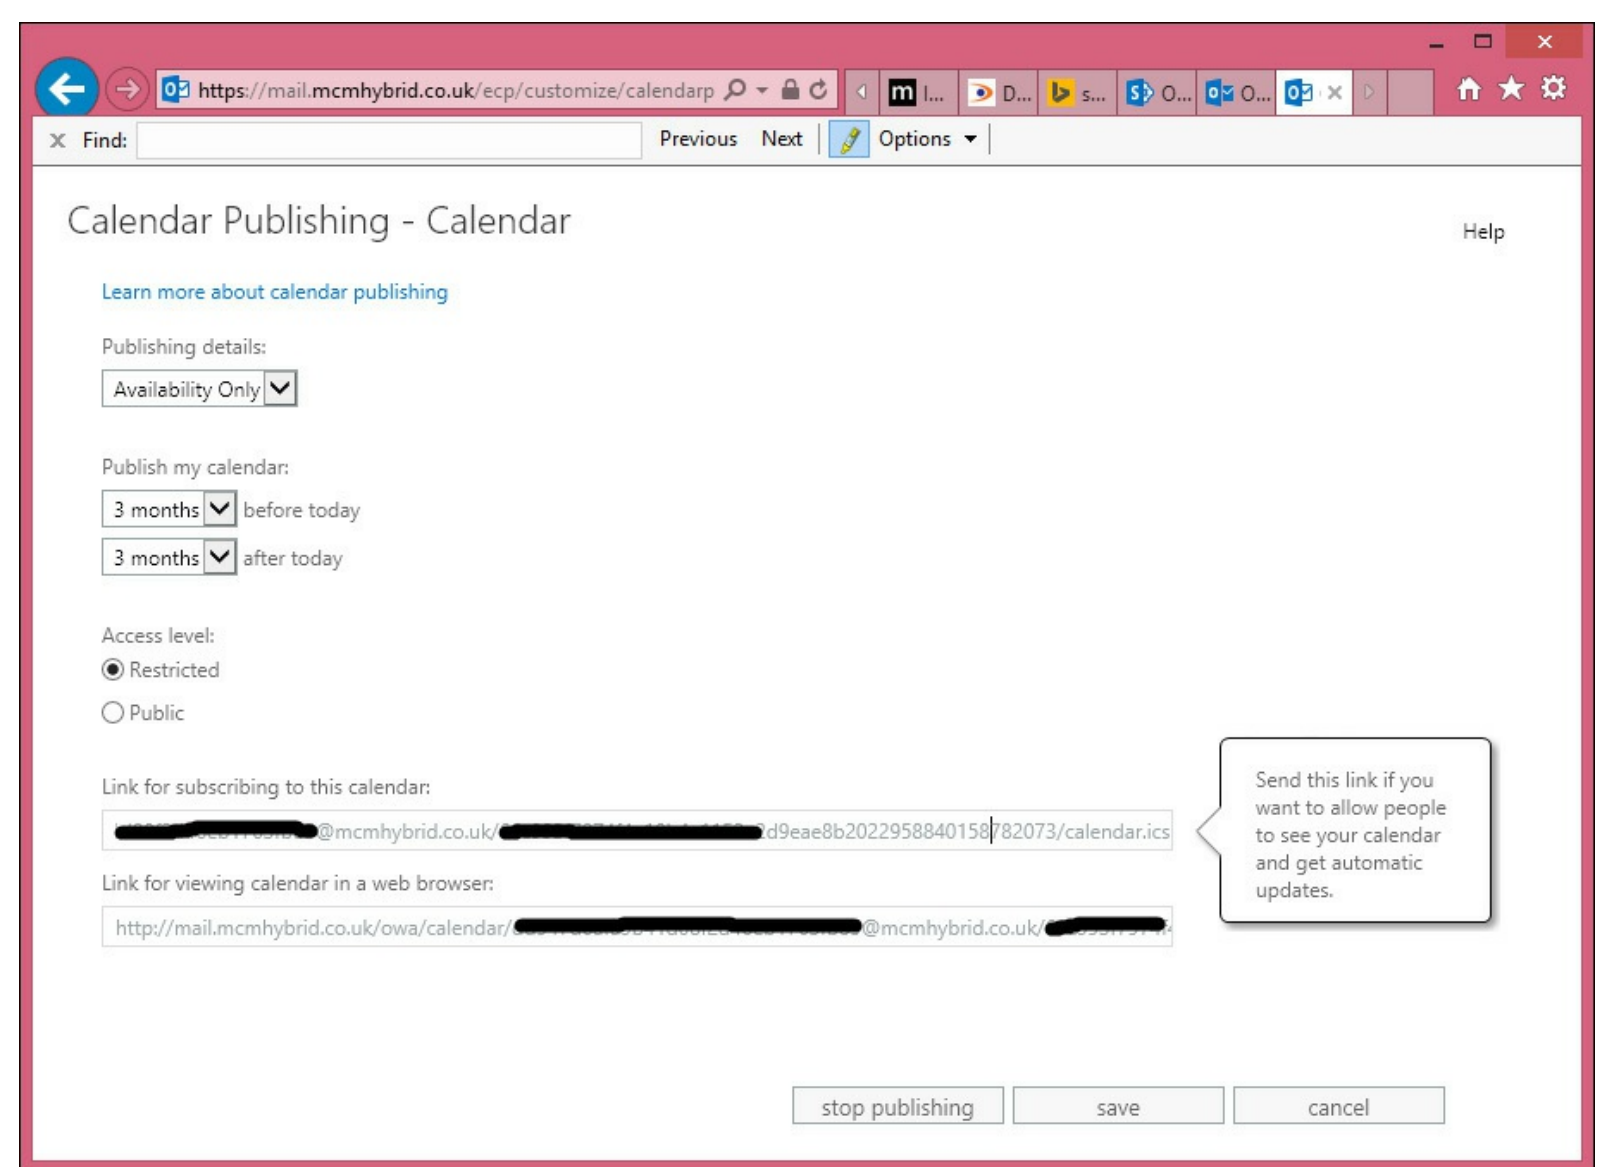 https://mail.mcmhybrid.co.uk/ecp/customize/calendarp
m I... D... s... O... O...
x Find: Previous Next Options
Calendar Publishing - Calendar
Help
Learn more about calendar publishing
Publishing details:
Availability Only
Publish my calendar:
3 months before today
3 months after today
Access level:
Restricted
Public
Link for subscribing to this calendar:
@mcmhybrid.co.uk/ 2d9eae8b2022958840158782073/calendar.ics
Send this link if you
want to allow people
to see your calendar
and get automatic
updates.
Link for viewing calendar in a web browser:
http://mail.mcmhybrid.co.uk/owa/calendar/ @mcmhybrid.co.uk/
stop publishing save cancel